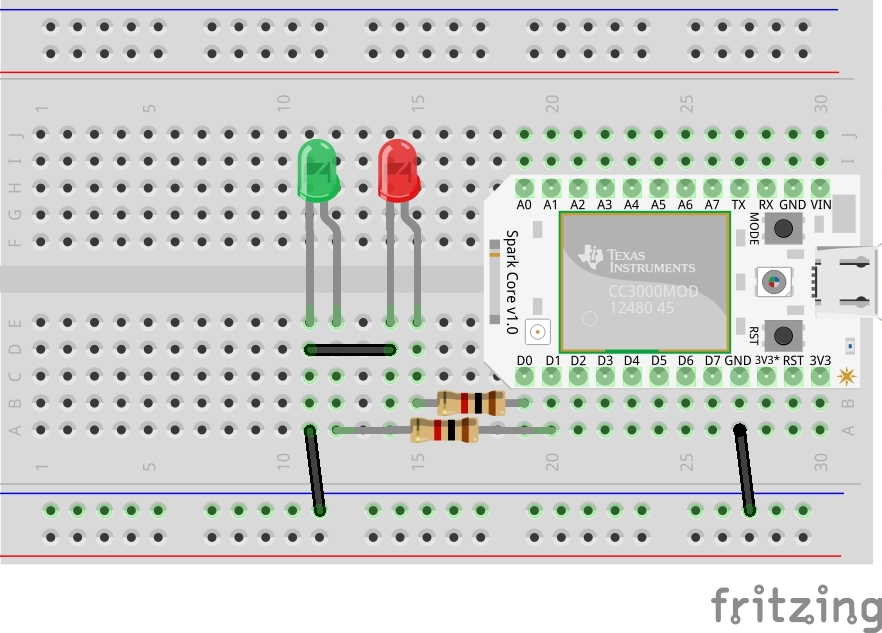 1 5 10 15 20 25 30
J J
I I
H
G
F
A0 A1 A2 A3 A4 A5 A6 A7 TX RX GND VIN
MODE
Spark Core v1.0
TEXAS
INSTRUMENTS
CC3000MOD
12480 45
RST
E
D
C
D0 D1 D2 D3 D4 D5 D6 D7 GND 3V3* RST 3V3
B B
A A
1 5 10 15 20 25 30
fritzing